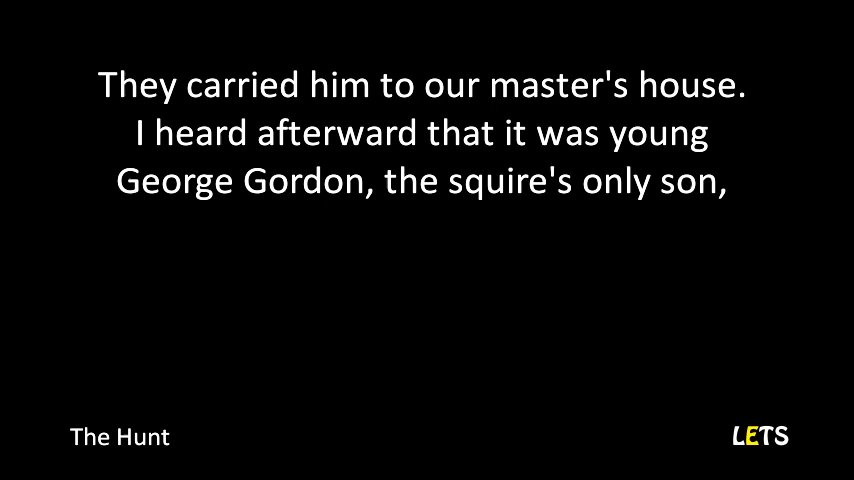 They carried him to our master's house.
I heard afterward that it was young
George Gordon, the squire's only son,
The Hunt
LETS